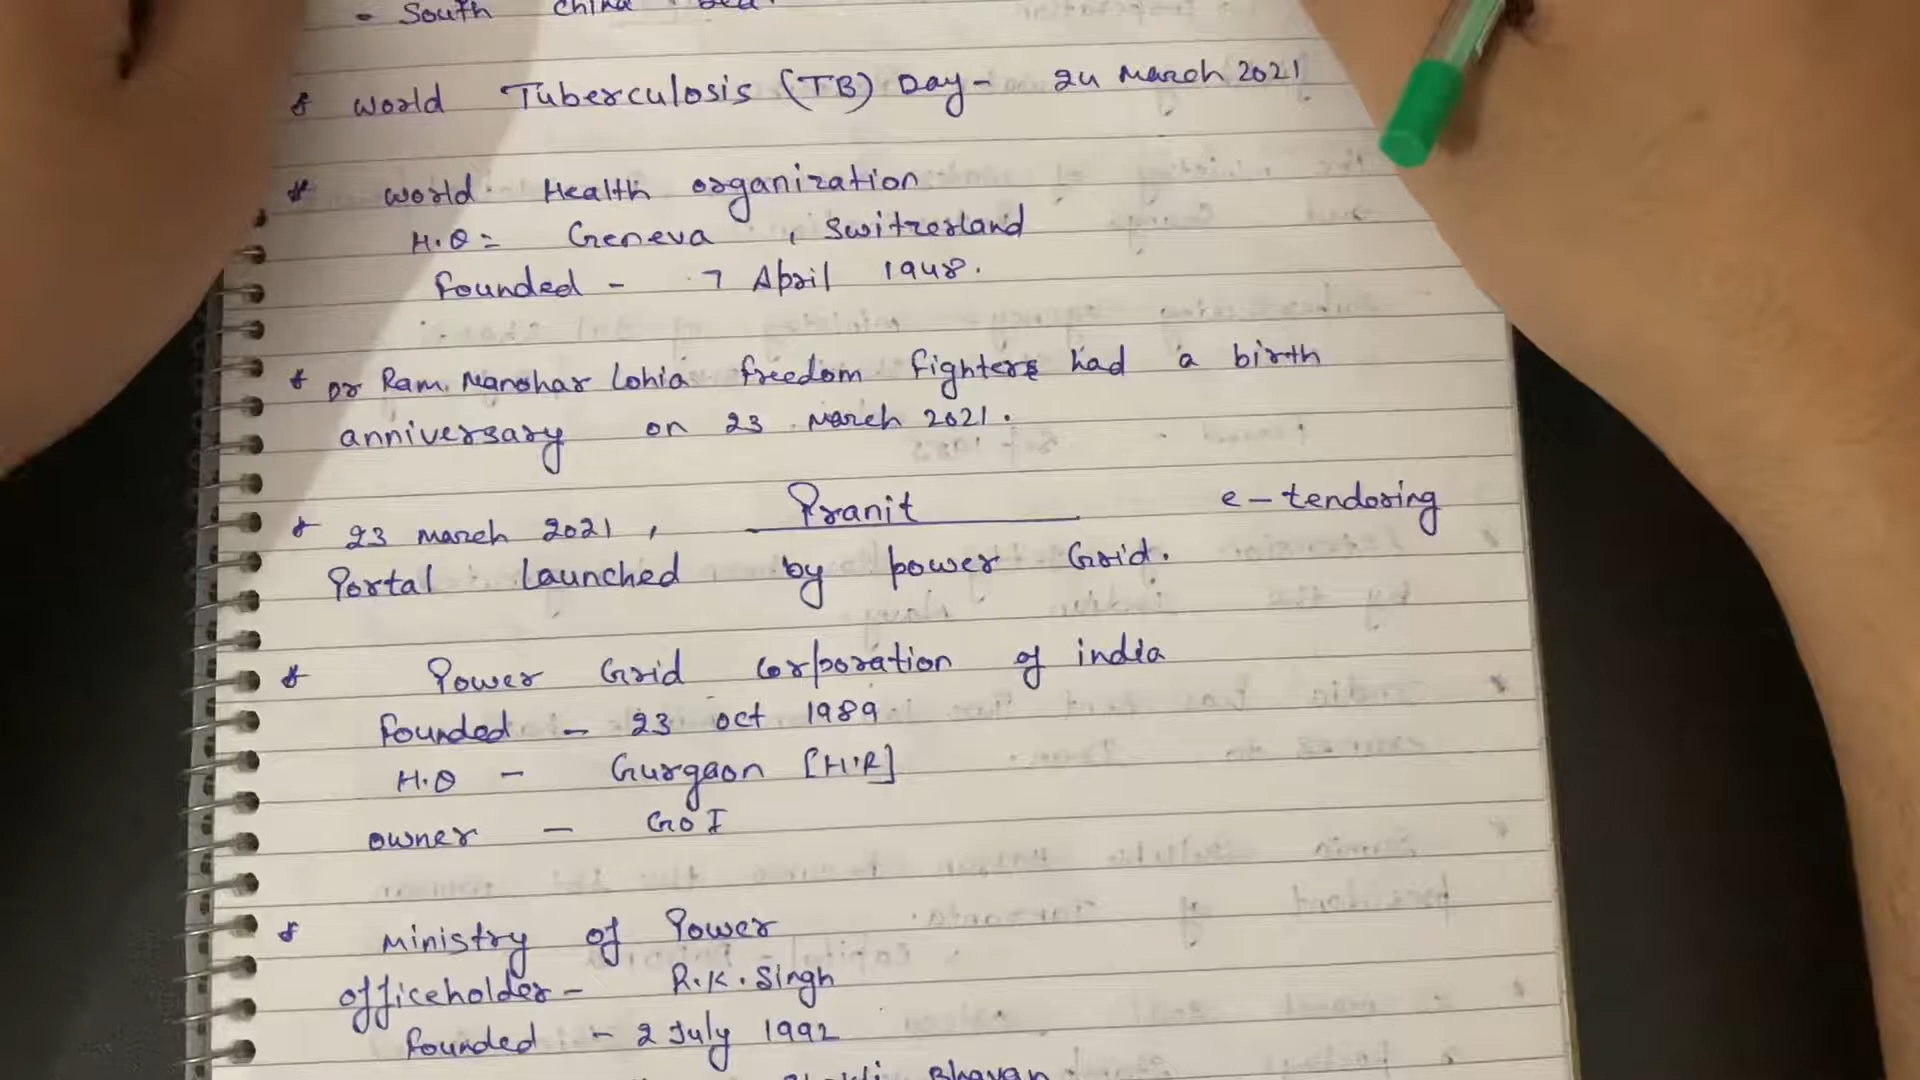 - South China Sea.
* World Tuberculosis (TB) Day - 24 March 2021
* World Health organization
H.Q = Geneva , Switzerland
founded - 7 April 1948.
* Dr Ram Manohar Lohia freedom fighters had a birth
anniversary on 23 March 2021.
* 23 march 2021, Pranit e-tendering
Portal launched by power Grid.
* Power Grid Corporation of india
founded - 23 oct 1989
H.Q - Gurgaon [H.R]
owner - GOI
* Ministry of Power
officeholder - R.K. Singh
founded - 2 July 1992
Bhavan